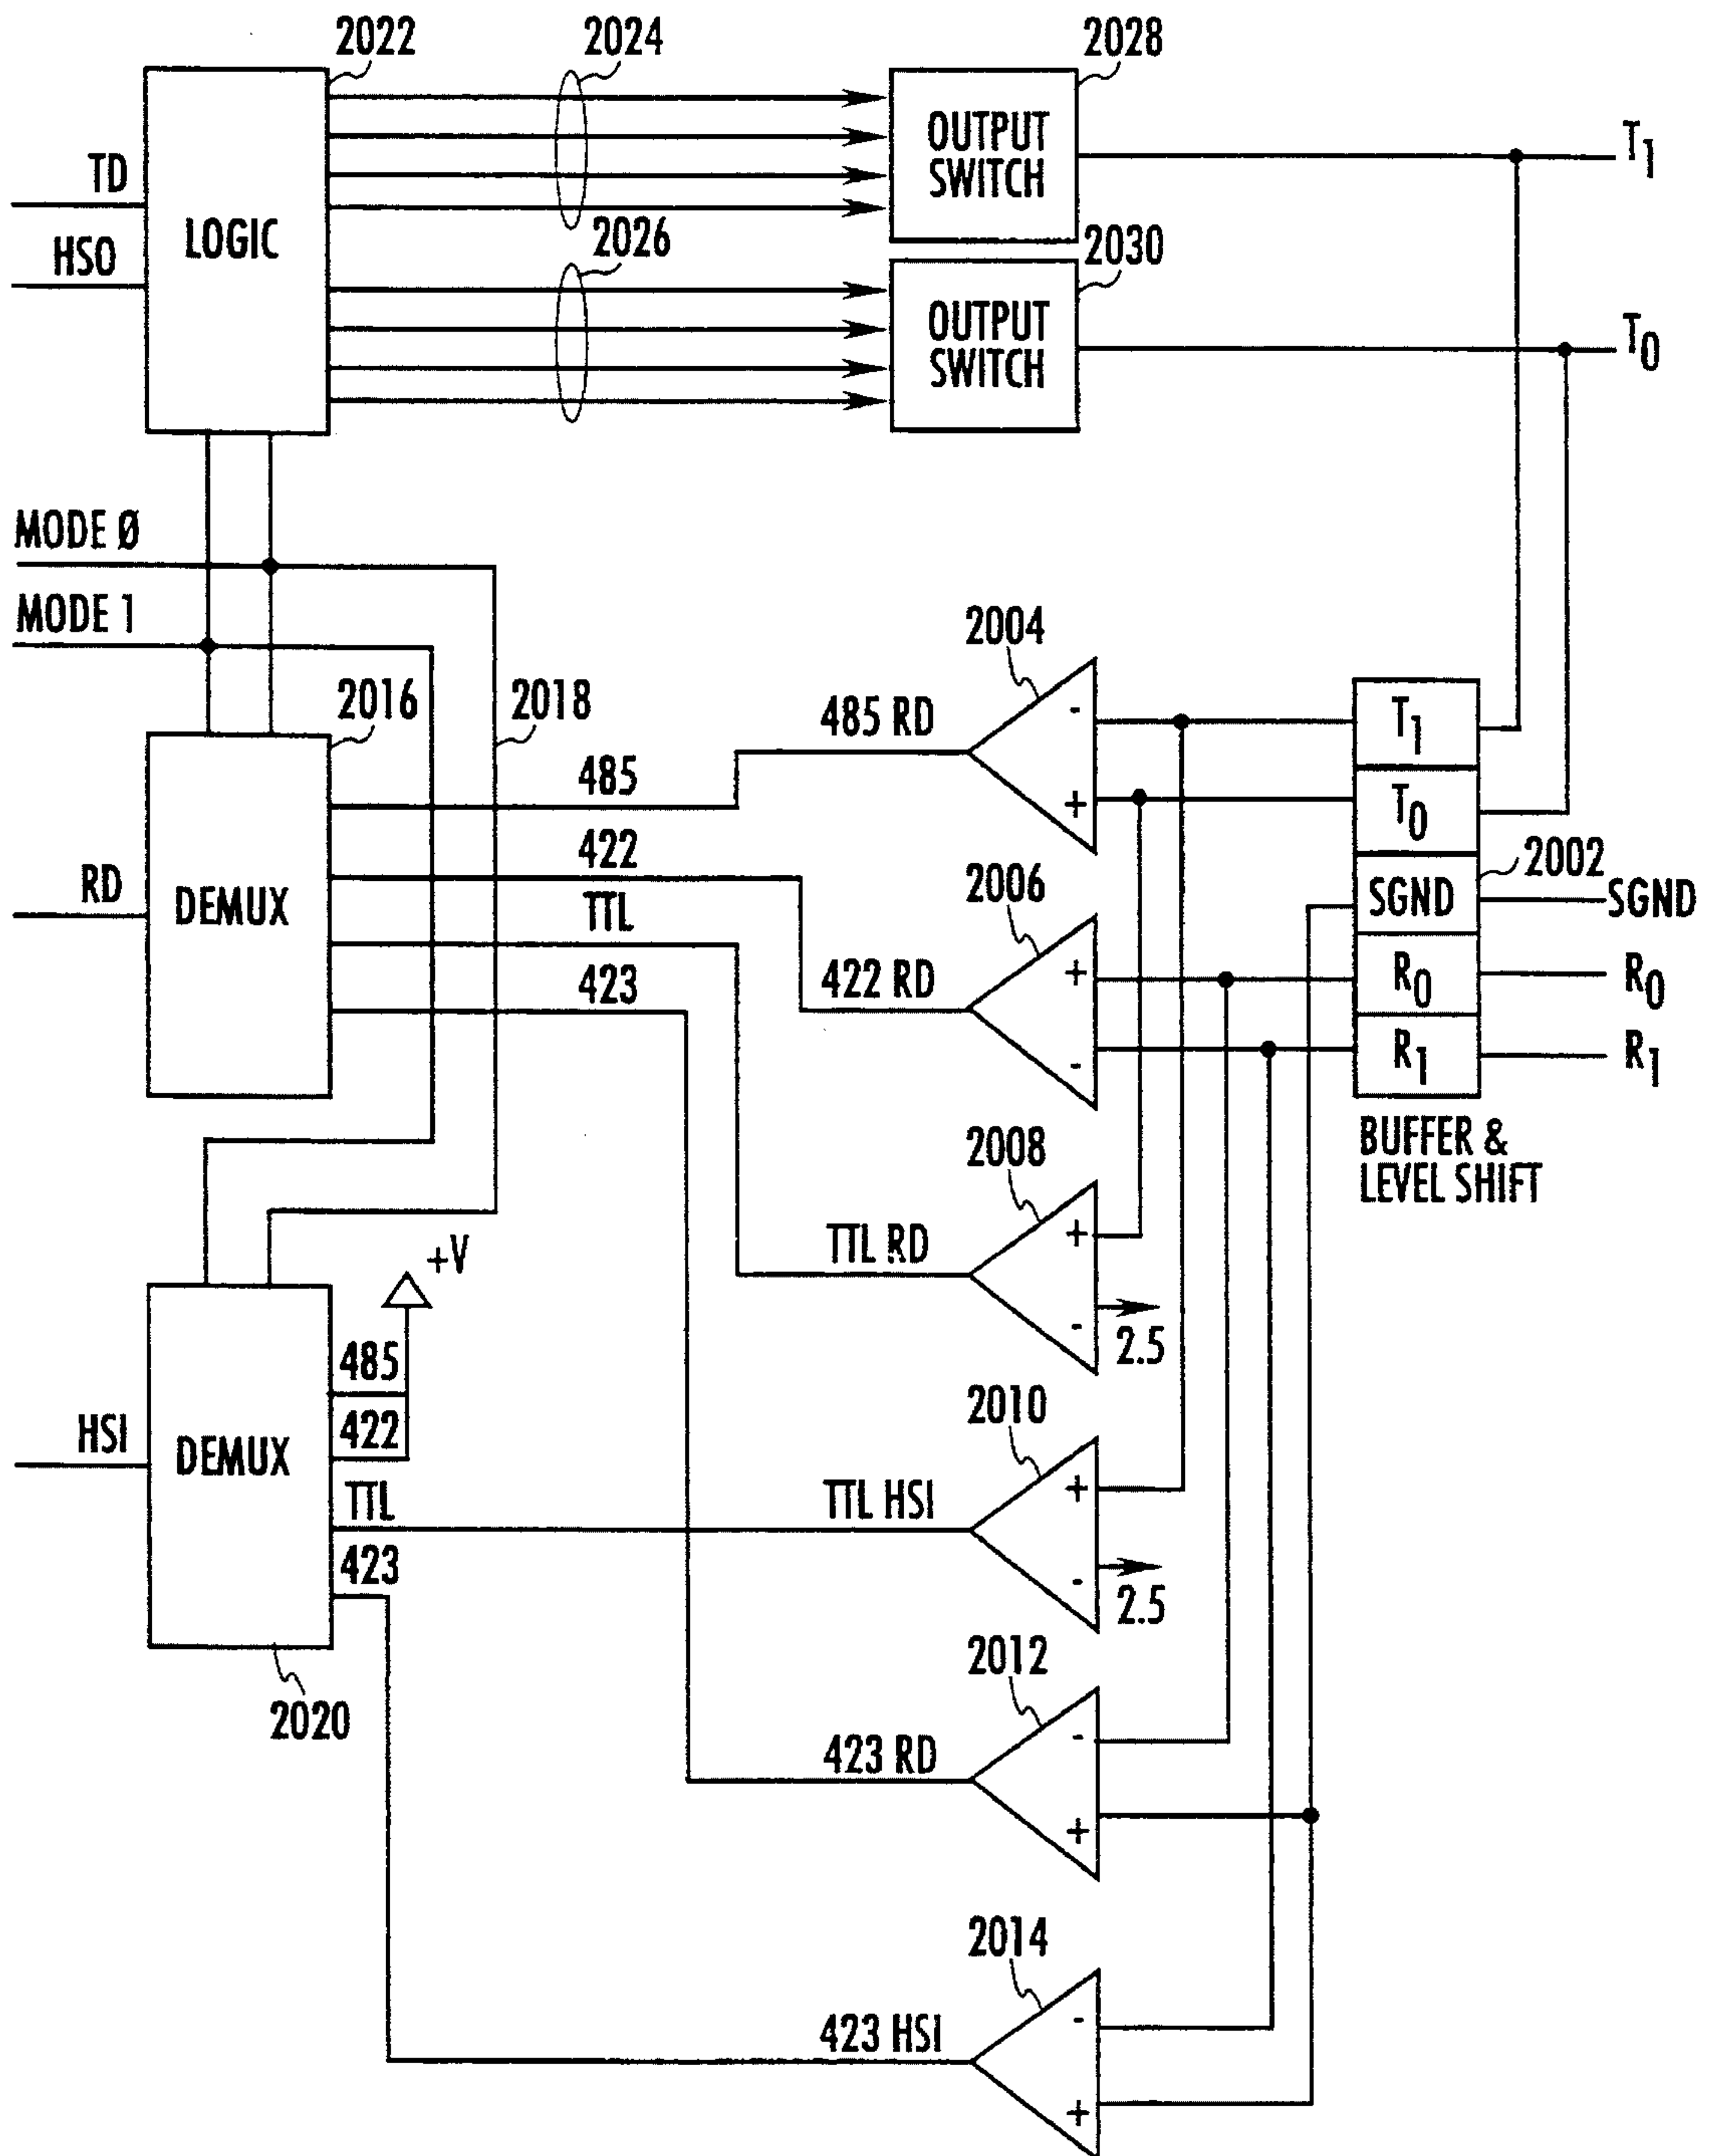 2022
2024
2028
LOGIC
OUTPUT
SWITCH
T1
TD
HSO
2026
2030
OUTPUT
SWITCH
T0
MODE Ø
MODE 1
2016
2018
2004
485 RD
-
+
T1
T0
SGND
R0
R1
2002
SGND
R0
R1
BUFFER &
LEVEL SHIFT
DEMUX
RD
485
422
TTL
423
2006
422 RD
+
-
2008
TTL RD
+
-
2.5
+V
DEMUX
HSI
485
422
TTL
423
2020
2010
TTL HSI
+
-
2.5
2012
423 RD
-
+
2014
423 HSI
-
+